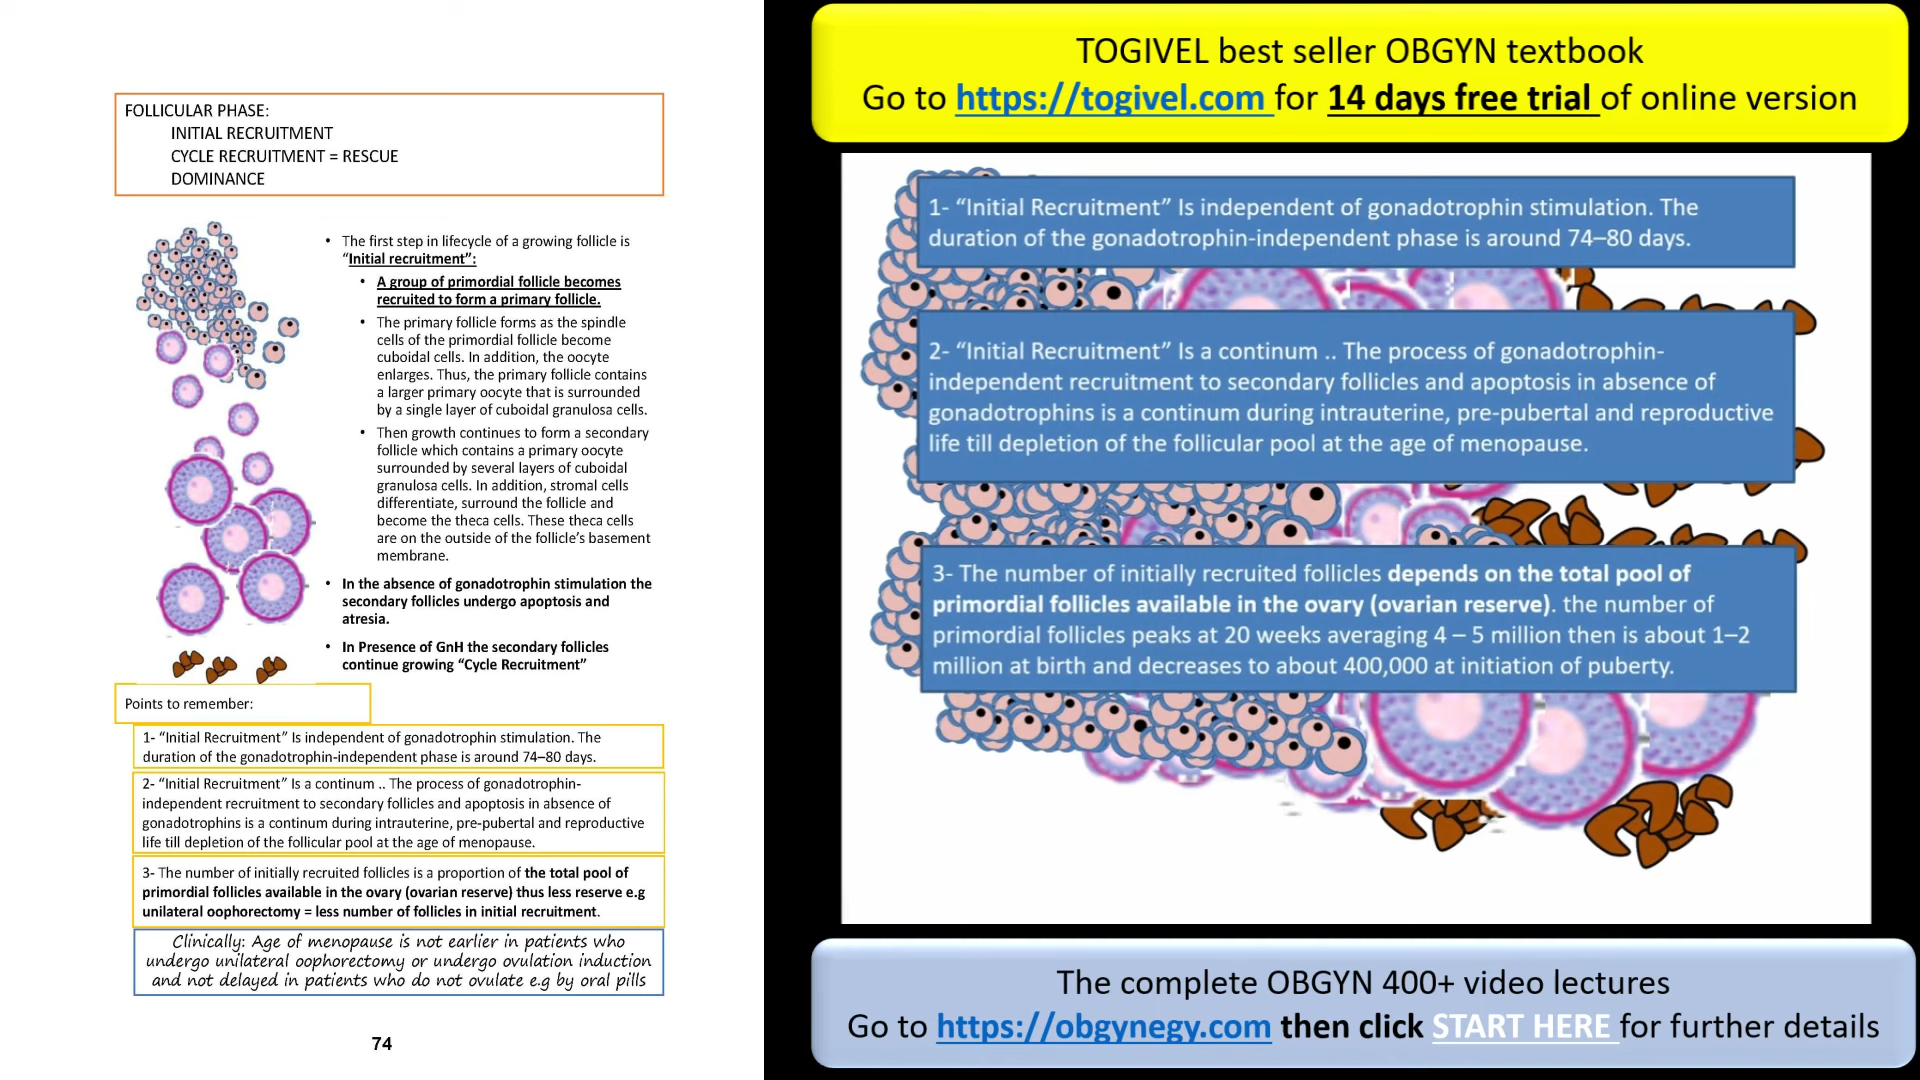 FOLLICULAR PHASE:
INITIAL RECRUITMENT
CYCLE RECRUITMENT = RESCUE
DOMINANCE
• The first step in lifecycle of a growing follicle is
“Initial recruitment”:
• A group of primordial follicle becomes
recruited to form a primary follicle.
• The primary follicle forms as the spindle
cells of the primordial follicle become
cuboidal cells. In addition, the oocyte
enlarges. Thus, the primary follicle contains
a larger primary oocyte that is surrounded
by a single layer of cuboidal granulosa cells.
• Then growth continues to form a secondary
follicle which contains a primary oocyte
surrounded by several layers of cuboidal
granulosa cells. In addition, stromal cells
differentiate, surround the follicle and
become the theca cells. These theca cells
are on the outside of the follicle’s basement
membrane.
• In the absence of gonadotrophin stimulation the
secondary follicles undergo apoptosis and
atresia.
• In Presence of GnH the secondary follicles
continue growing “Cycle Recruitment”
Points to remember:
1- “Initial Recruitment” Is independent of gonadotrophin stimulation. The
duration of the gonadotrophin-independent phase is around 74–80 days.
2- “Initial Recruitment” Is a continum .. The process of gonadotrophin-
independent recruitment to secondary follicles and apoptosis in absence of
gonadotrophins is a continum during intrauterine, pre-pubertal and reproductive
life till depletion of the follicular pool at the age of menopause.
3- The number of initially recruited follicles is a proportion of the total pool of
primordial follicles available in the ovary (ovarian reserve) thus less reserve e.g
unilateral oophorectomy = less number of follicles in initial recruitment.
Clinically: Age of menopause is not earlier in patients who
undergo unilateral oophorectomy or undergo ovulation induction
and not delayed in patients who do not ovulate e.g by oral pills
74
TOGIVEL best seller OBGYN textbook
Go to https://togivel.com for 14 days free trial of online version
1- “Initial Recruitment” Is independent of gonadotrophin stimulation. The
duration of the gonadotrophin-independent phase is around 74–80 days.
2- “Initial Recruitment” Is a continum .. The process of gonadotrophin-
independent recruitment to secondary follicles and apoptosis in absence of
gonadotrophins is a continum during intrauterine, pre-pubertal and reproductive
life till depletion of the follicular pool at the age of menopause.
3- The number of initially recruited follicles depends on the total pool of
primordial follicles available in the ovary (ovarian reserve). the number of
primordial follicles peaks at 20 weeks averaging 4 – 5 million then is about 1–2
million at birth and decreases to about 400,000 at initiation of puberty.
The complete OBGYN 400+ video lectures
Go to https://obgynegy.com then click START HERE for further details